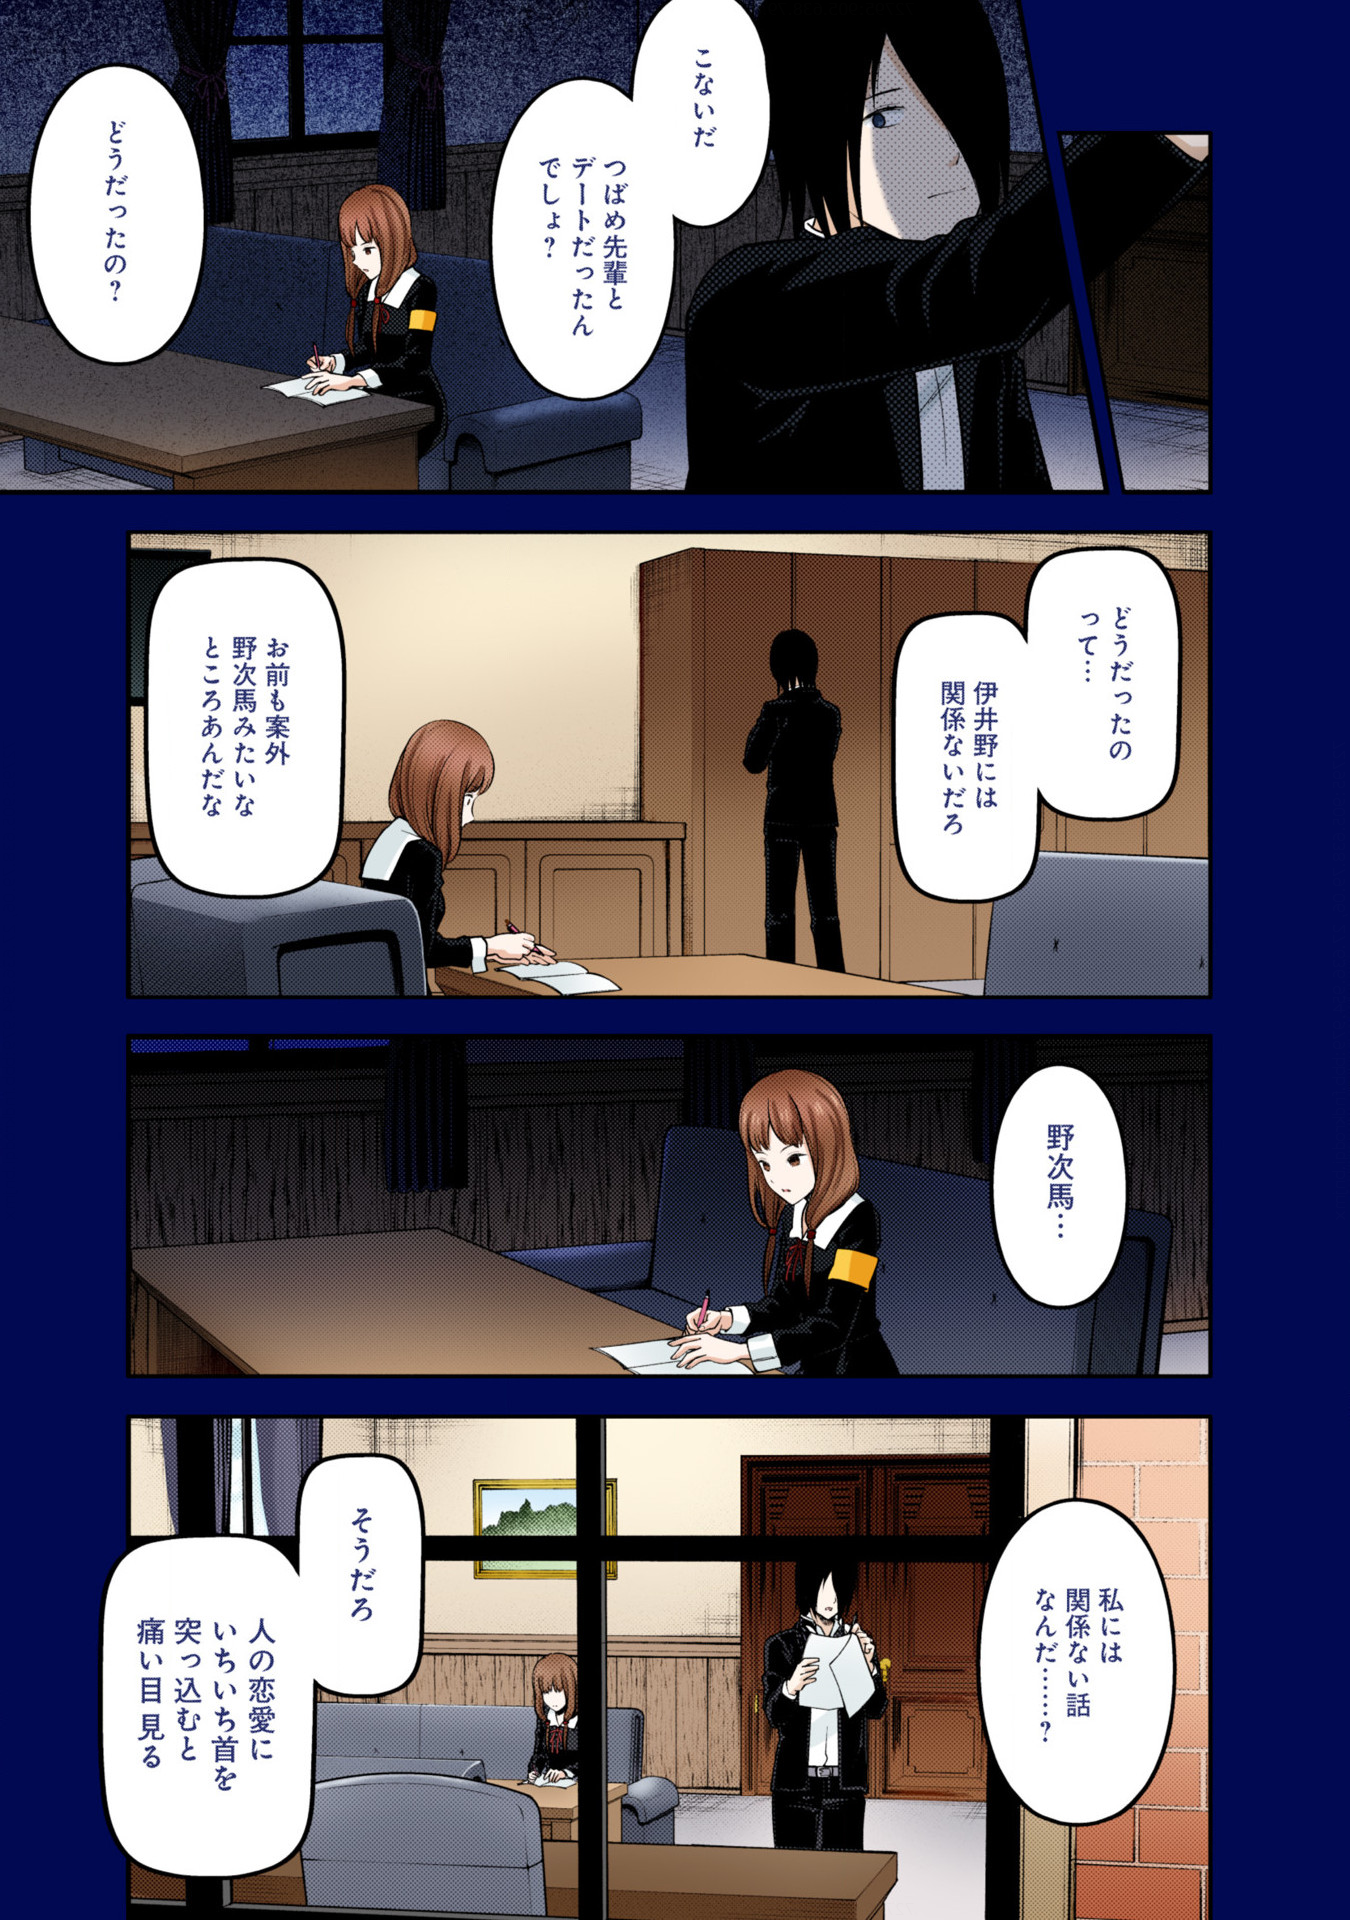 こないだ
つばめ先輩と
デートだったん
でしょ？
どうだったの？
どうだったの
って…
伊井野には
関係ないだろ
お前も案外
野次馬みたいな
ところあんだな
野次馬…
私には
関係ない話
なんだ……？
そうだろ
人の恋愛に
いちいち首を
突っ込むと
痛い目見る